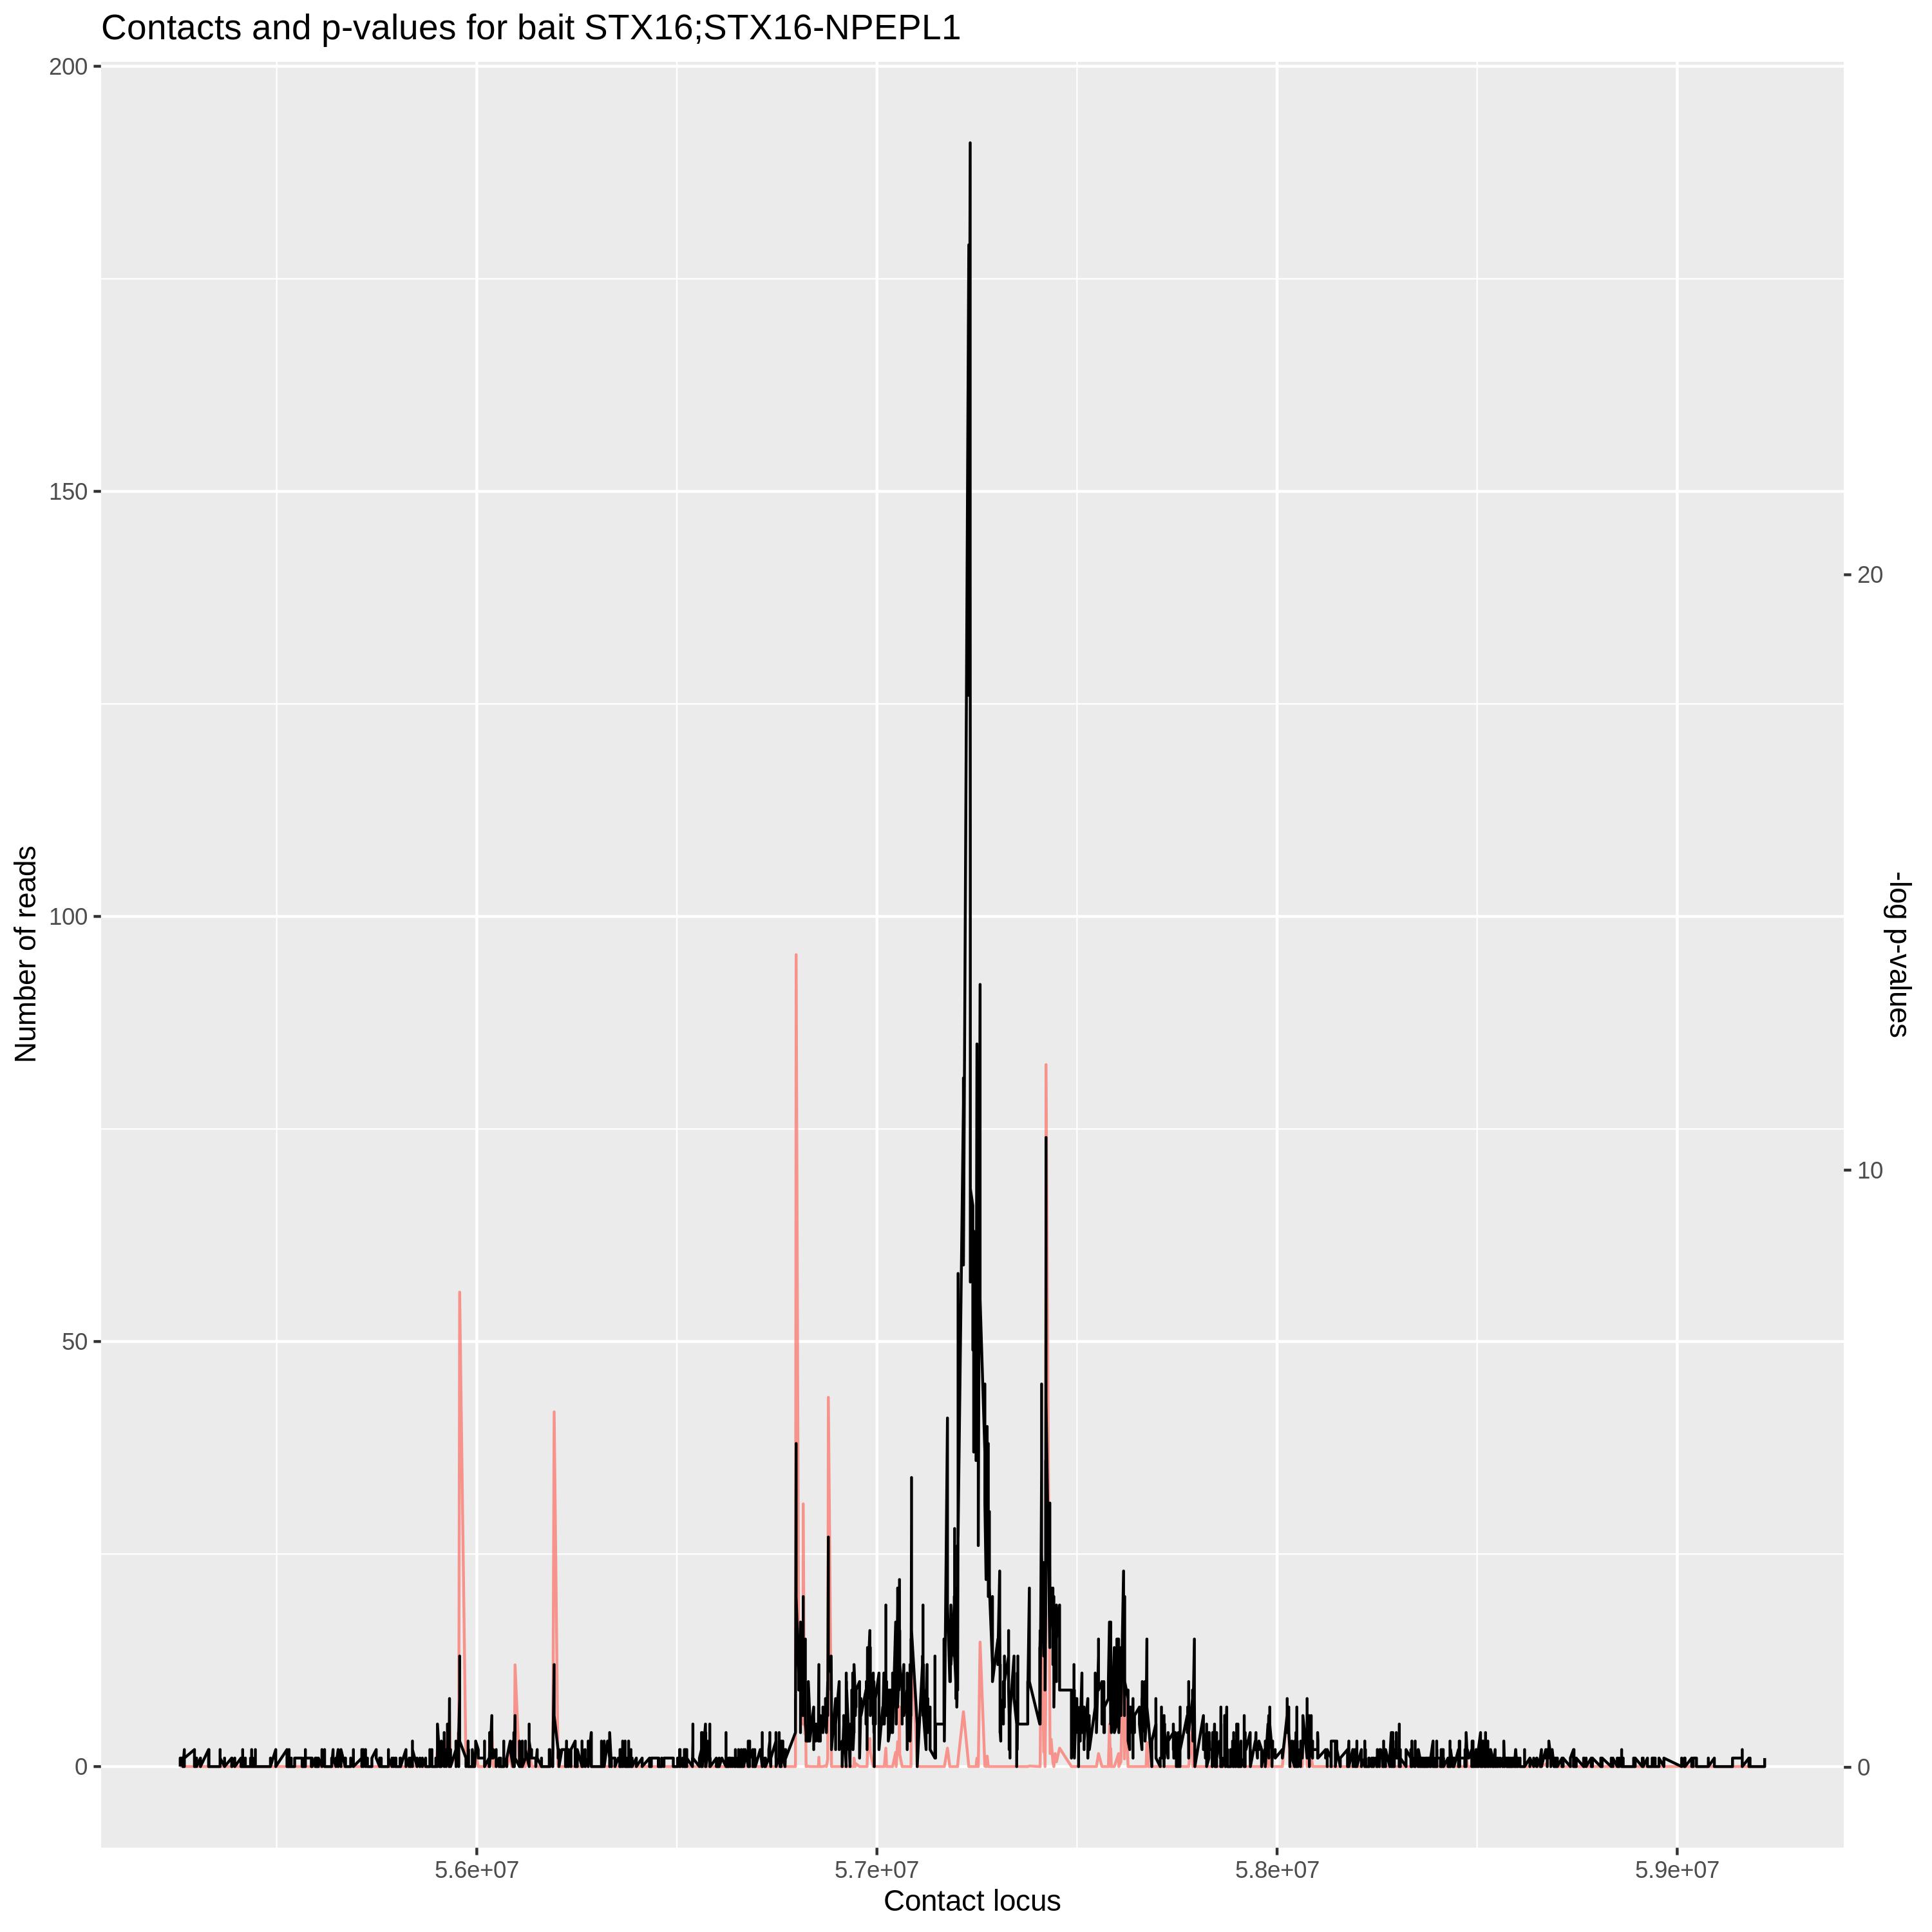 Contacts and p-values for bait STX16;STX16-NPEPL1
200
150
100
50
0
Number of reads
20
10
0
-log p-values
5.6e+07
5.7e+07
5.8e+07
5.9e+07
Contact locus